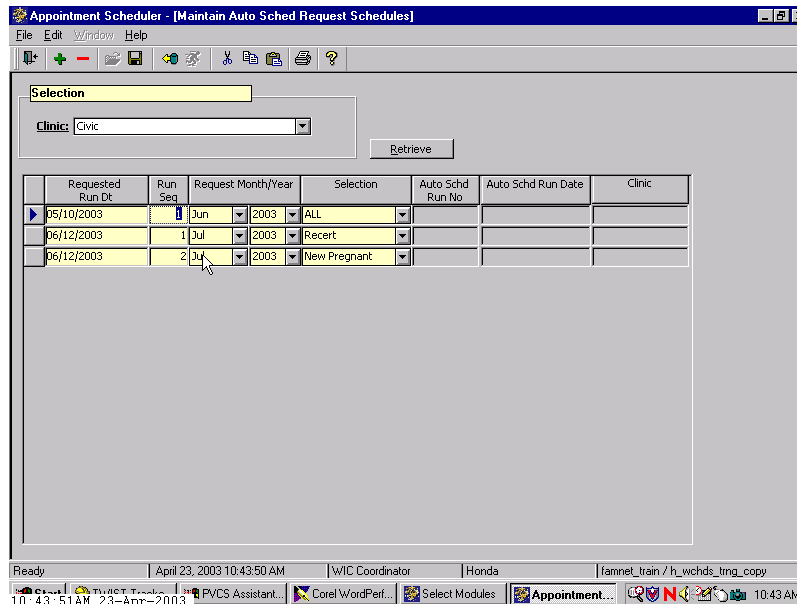 Appointment Scheduler - [Maintain Auto Sched Request Schedules]
File Edit Window Help
Selection
Clinic: Civic
Retrieve
Requested Run Dt Run Seq Request Month/Year Selection Auto Schd Run No Auto Schd Run Date Clinic
05/10/2003 1 Jun 2003 ALL
06/12/2003 1 Jul 2003 Recert
06/12/2003 2 Jul 2003 New Pregnant
Ready April 23, 2003 10:43:50 AM WIC Coordinator Honda famnet_train / h_wchds_trng_copy
Start PVCS Assistant... Corel WordPerf... Select Modules Appointment... 10:43 AM
10:43:51AM 23-Apr-2003